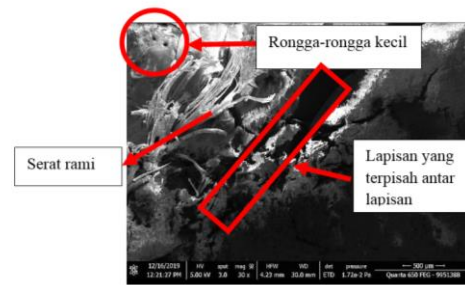 Rongga-rongga kecil
Serat rami
Lapisan yang
terpisah antar
lapisan
12/16/2019 HV spot mag HFW WD det pressure 500 µm
12:21:27 PM 5.00 kV 3.0 30 x 4.23 mm 30.0 mm ETD 1.72e-2 Pa Quanta 650 FEG - 9951268